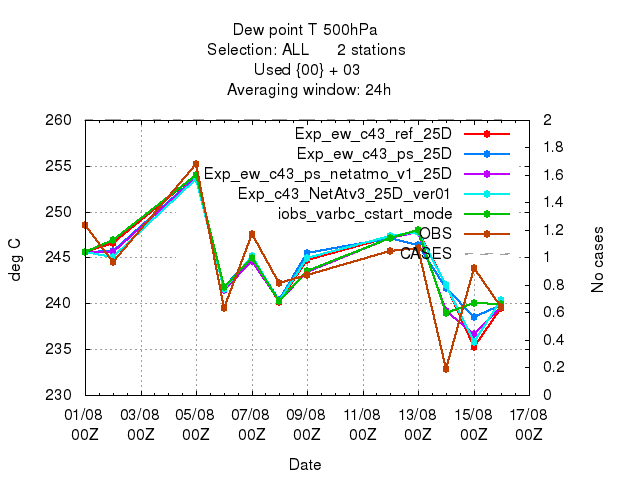 Dew point T 500hPa
Selection: ALL 2 stations
Used {00} + 03
Averaging window: 24h
260 2
Exp_ew_c43_ref_25D
1.8
Exp_ew_c43_ps_25D
255 1.6
Exp_ew_c43_ps_netatmo_v1_25D
Exp_c43_NetAtv3_25D_ver01
1.4
250 iobs_varbc_cstart_mode
1.2
OBS
245 CASES 1
deg C
No cases
0.8
240
0.6
235 0.4
0.2
230 0
01/08 03/08 05/08 07/08 09/08 11/08 13/08 15/08 17/08
00Z 00Z 00Z 00Z 00Z 00Z 00Z 00Z 00Z
Date